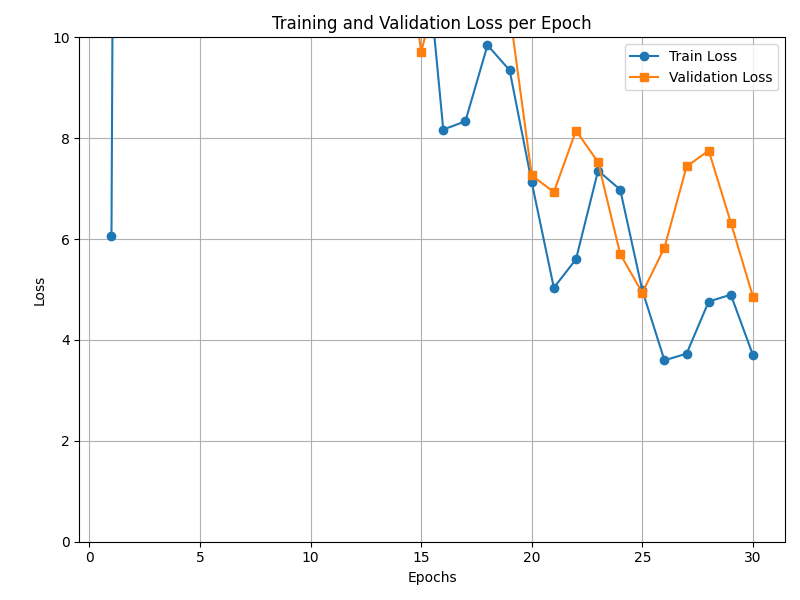 Training and Validation Loss per Epoch
Train Loss
Validation Loss
Loss
10
8
6
4
2
0
0 5 10 15 20 25 30
Epochs